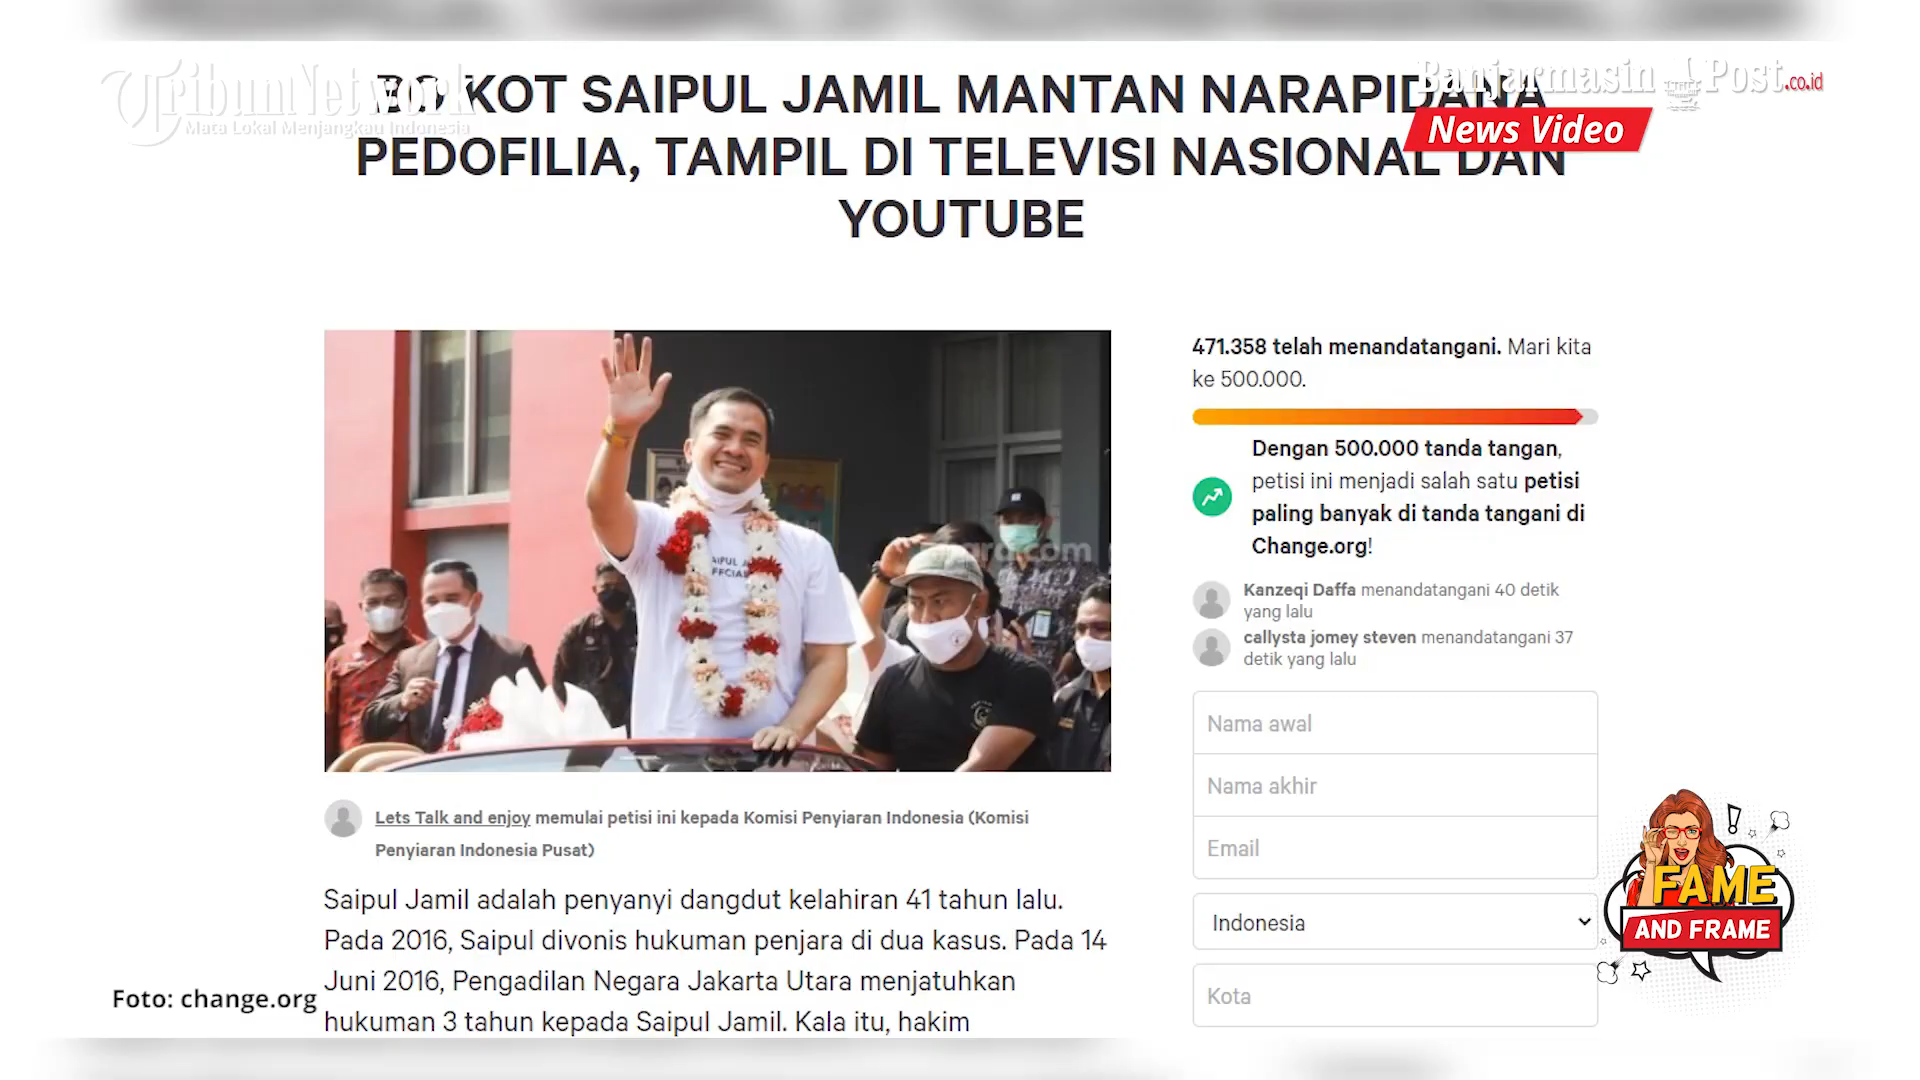 TribunNetwork
Mata Lokal Menjangkau Indonesia
Banjarmasin Post.co.id
News Video
BOIKOT SAIPUL JAMIL MANTAN NARAPIDANA
PEDOFILIA, TAMPIL DI TELEVISI NASIONAL DAN
YOUTUBE
471.358 telah menandatangani. Mari kita
ke 500.000.
Dengan 500.000 tanda tangan,
petisi ini menjadi salah satu petisi
paling banyak di tanda tangani di
Change.org!
Kanzeqi Daffa menandatangani 40 detik
yang lalu
callysta jomey steven menandatangani 37
detik yang lalu
Nama awal
Nama akhir
Email
Indonesia
Kota
Lets Talk and enjoy memulai petisi ini kepada Komisi Penyiaran Indonesia (Komisi
Penyiaran Indonesia Pusat)
Saipul Jamil adalah penyanyi dangdut kelahiran 41 tahun lalu.
Pada 2016, Saipul divonis hukuman penjara di dua kasus. Pada 14
Juni 2016, Pengadilan Negara Jakarta Utara menjatuhkan
hukuman 3 tahun kepada Saipul Jamil. Kala itu, hakim
Foto: change.org
FAME
AND FRAME